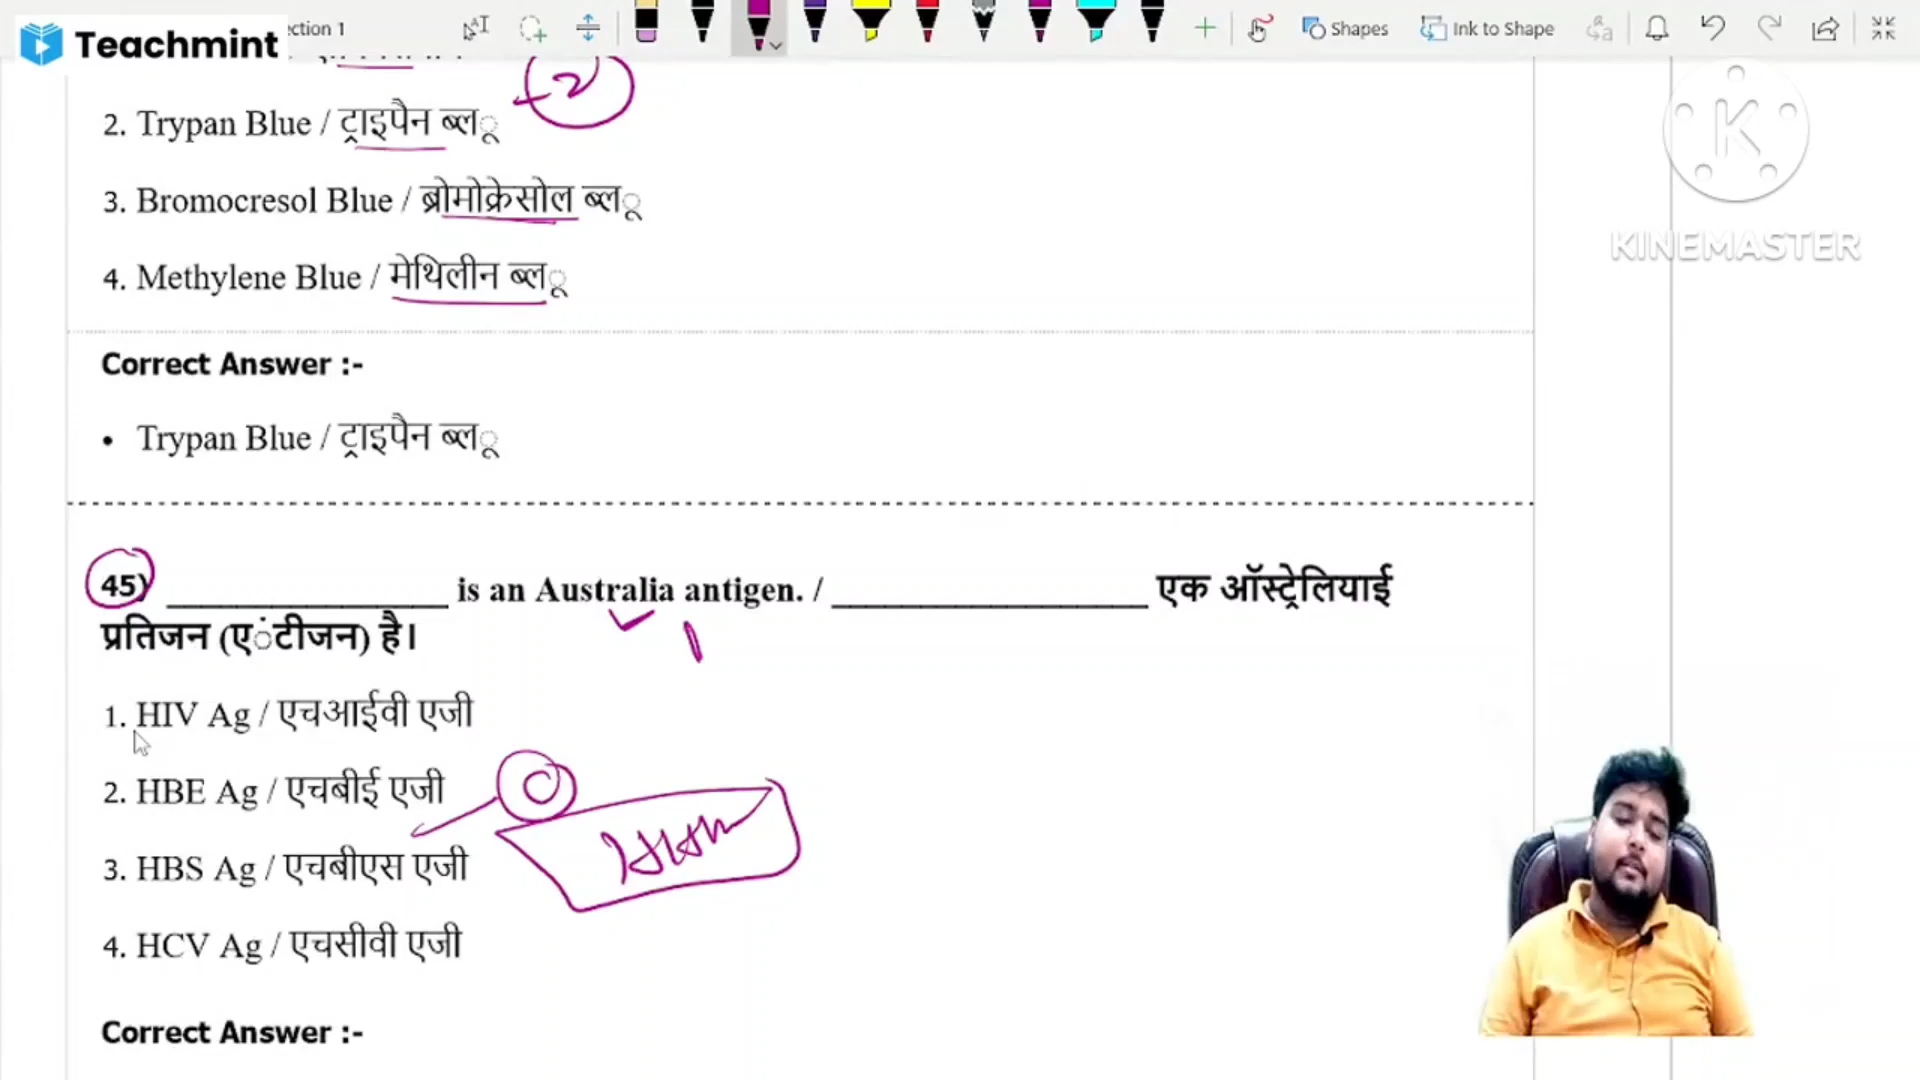 Teachmint
ection 1
Shapes
Ink to Shape
2. Trypan Blue / ट्राइपैन ब्लू
3. Bromocresol Blue / ब्रोमोक्रेसोल ब्लू
4. Methylene Blue / मेथिलीन ब्लू
KINEMASTER
Correct Answer :-
• Trypan Blue / ट्राइपैन ब्लू
45) ________________ is an Australia antigen. / __________________ एक ऑस्ट्रेलियाई
प्रतिजन (एंटीजन) है।
1. HIV Ag / एचआईवी एजी
2. HBE Ag / एचबीई एजी
3. HBS Ag / एचबीएस एजी
4. HCV Ag / एचसीवी एजी
Correct Answer :-